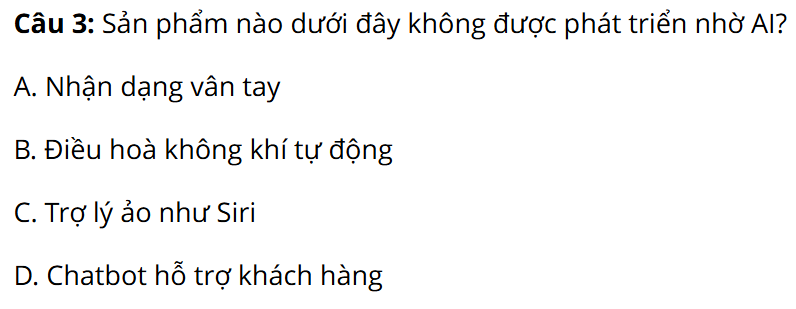 Câu 3: Sản phẩm nào dưới đây không được phát triển nhờ AI?
A. Nhận dạng vân tay
B. Điều hoà không khí tự động
C. Trợ lý ảo như Siri
D. Chatbot hỗ trợ khách hàng